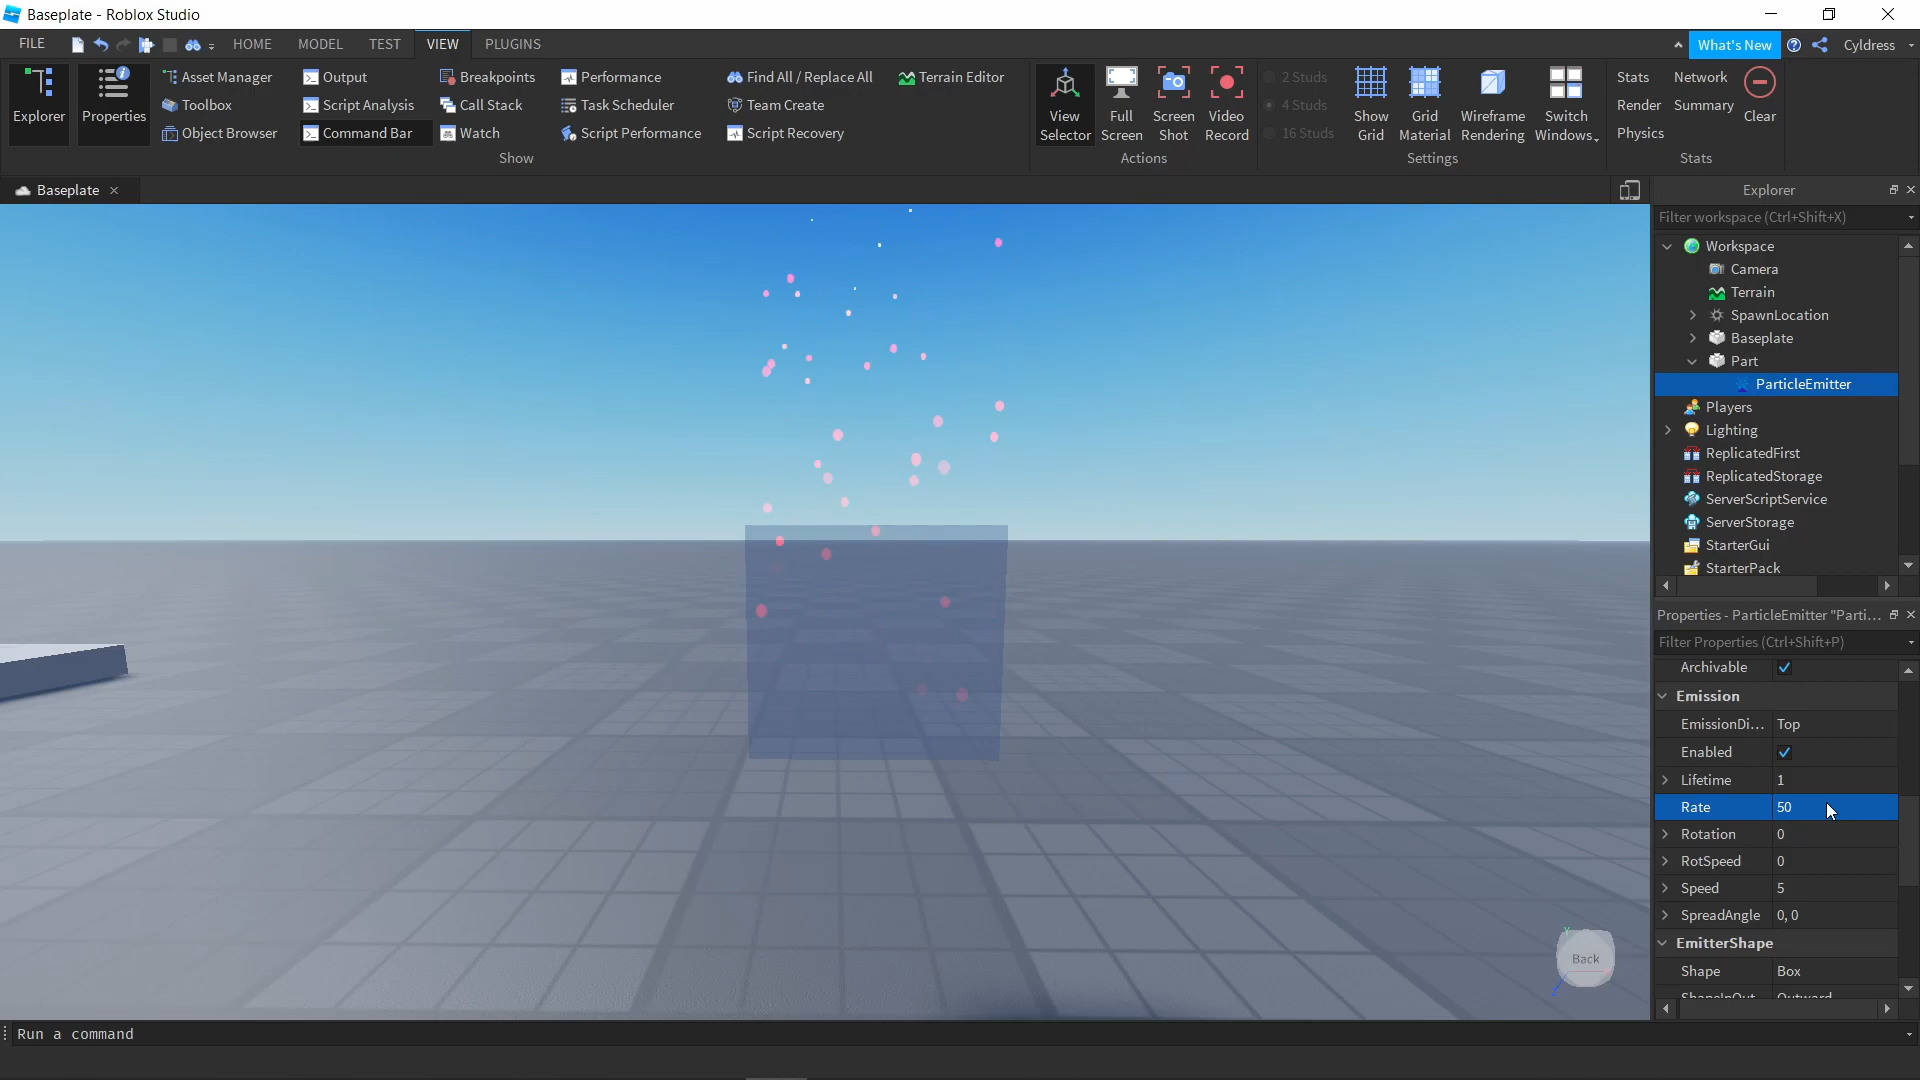 Baseplate - Roblox Studio
FILE HOME MODEL TEST VIEW PLUGINS What's New Cyldress
Explorer
Properties
Asset Manager
Toolbox
Object Browser
Output
Script Analysis
Command Bar
Breakpoints
Call Stack
Watch
Performance
Task Scheduler
Script Performance
Find All / Replace All
Team Create
Script Recovery
Terrain Editor
Show
View
Selector
Full
Screen
Screen
Shot
Video
Record
Actions
2 Studs
4 Studs
16 Studs
Show
Grid
Grid
Material
Wireframe
Rendering
Switch
Windows
Settings
Stats Network
Render Summary
Physics
Clear
Stats
Baseplate
Explorer
Filter workspace (Ctrl+Shift+X)
Workspace
Camera
Terrain
SpawnLocation
Baseplate
Part
ParticleEmitter
Players
Lighting
ReplicatedFirst
ReplicatedStorage
ServerScriptService
ServerStorage
StarterGui
StarterPack
Properties - ParticleEmitter "Parti...
Filter Properties (Ctrl+Shift+P)
Archivable
Emission
EmissionDi... Top
Enabled
Lifetime 1
Rate 50
Rotation 0
RotSpeed 0
Speed 5
SpreadAngle 0, 0
EmitterShape
Shape Box
ShapeInOut Outward
Y
Back
Run a command